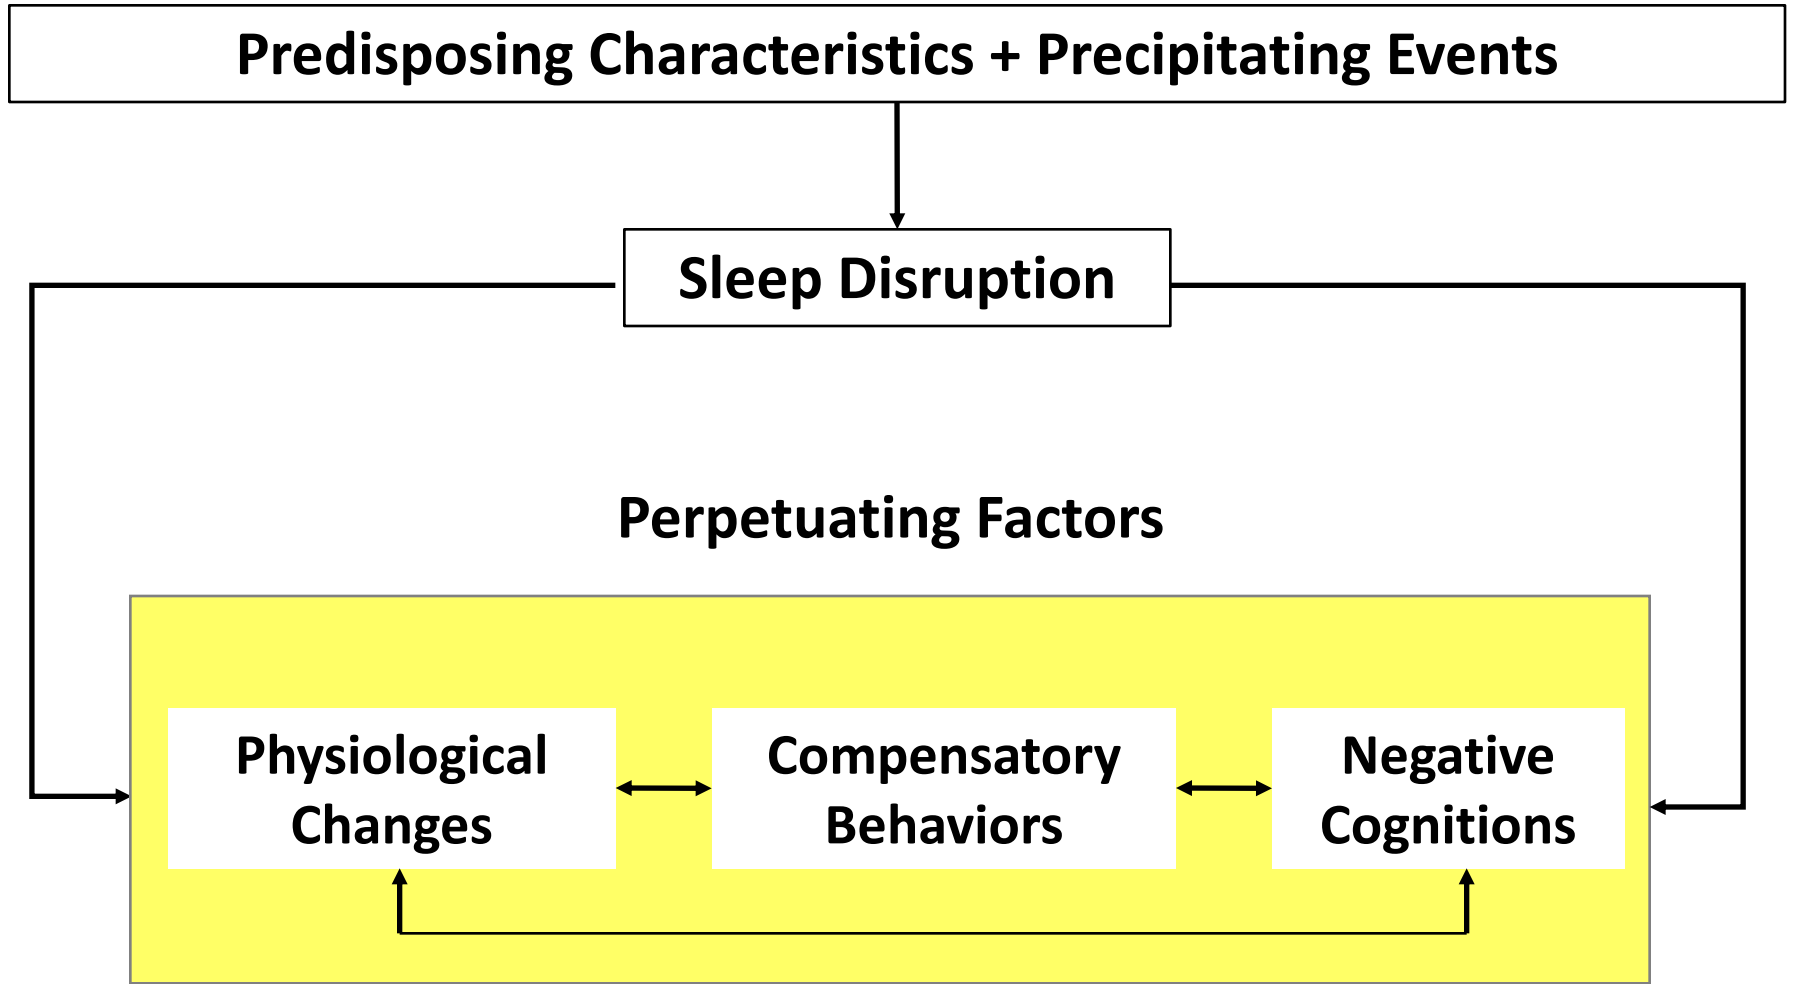 Predisposing Characteristics + Precipitating Events
Sleep Disruption
Perpetuating Factors
Physiological
Changes
Compensatory
Behaviors
Negative
Cognitions